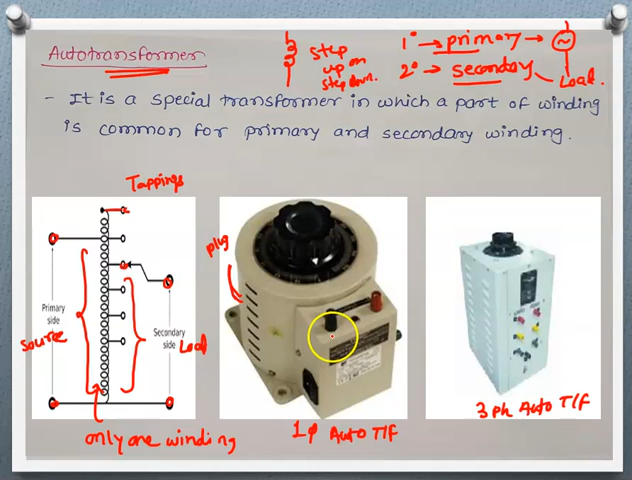 Autotransformer
step
up on
step down.
1° → primary →
~
2° → seconday
Load.
- It is a special transformer in which a part of winding
is common for primary and secondary winding.
Tappings
Primary
side
source
Secondary
side
Load
only one winding
plug
1φ Auto T/F
3 ph Auto T/F